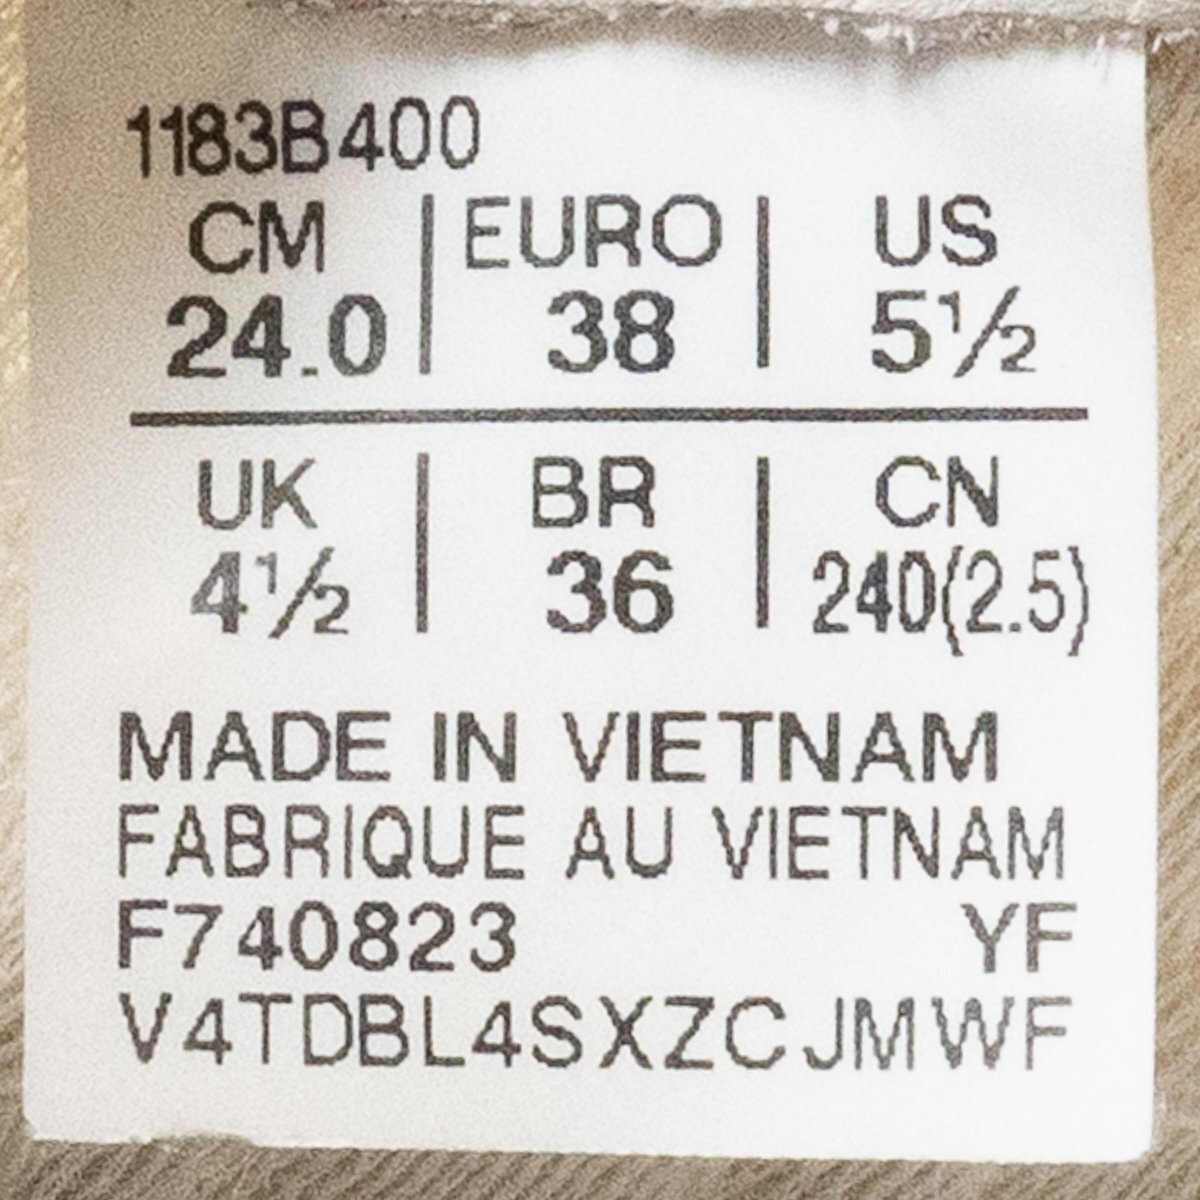 1183B400
CM | EURO | US
24.0 | 38 | 5½
UK | BR | CN
4½ | 36 | 240(2.5)
MADE IN VIETNAM
FABRIQUE AU VIETNAM
F740823 YF
V4TDBL4SXZCJMWF